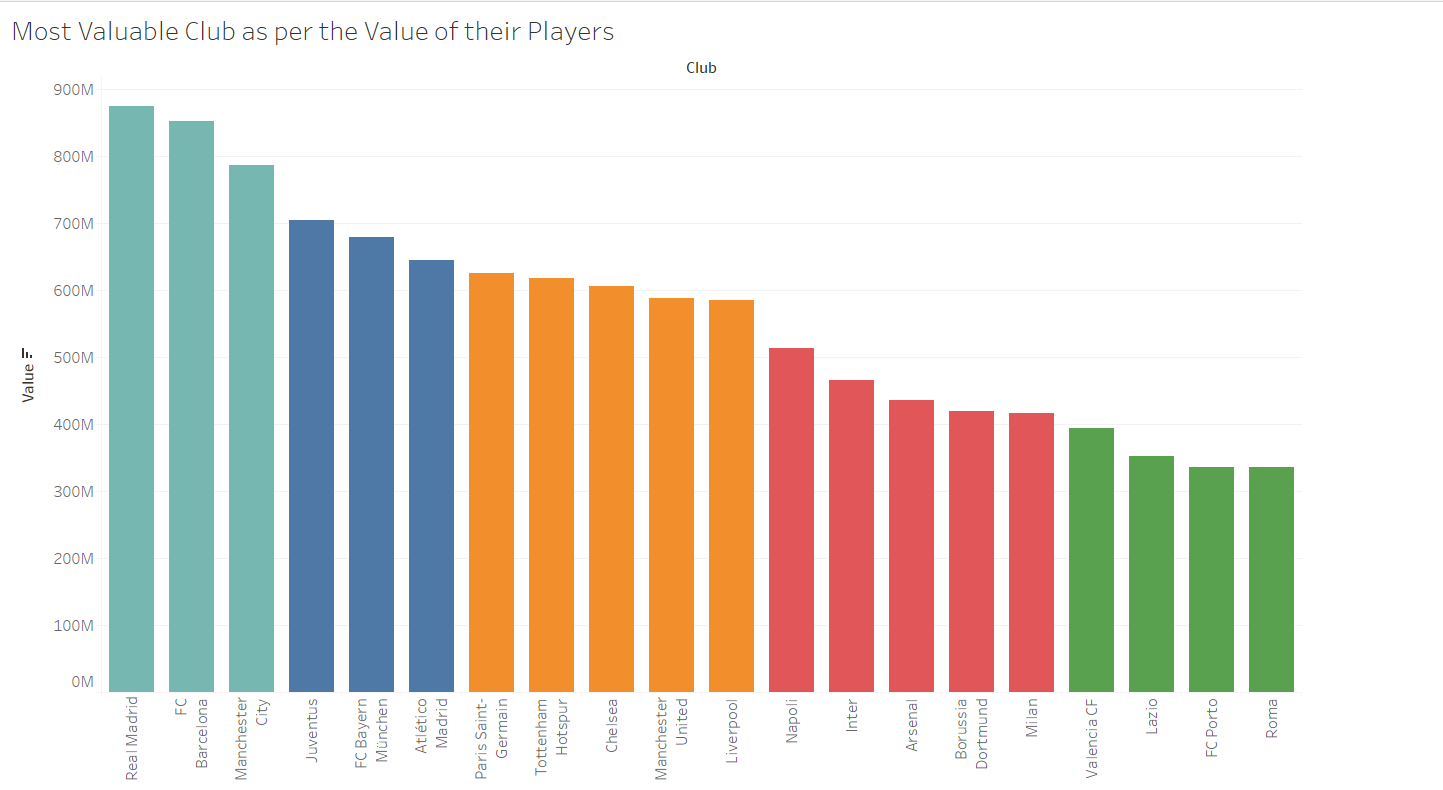 Most Valuable Club as per the Value of their Players
Club
900M
800M
700M
600M
500M
400M
300M
200M
100M
0M
Value
Real Madrid
FC
Barcelona
Manchester
City
Juventus
FC Bayern
München
Atlético
Madrid
Paris Saint-
Germain
Tottenham
Hotspur
Chelsea
Manchester
United
Liverpool
Napoli
Inter
Arsenal
Borussia
Dortmund
Milan
Valencia CF
Lazio
FC Porto
Roma